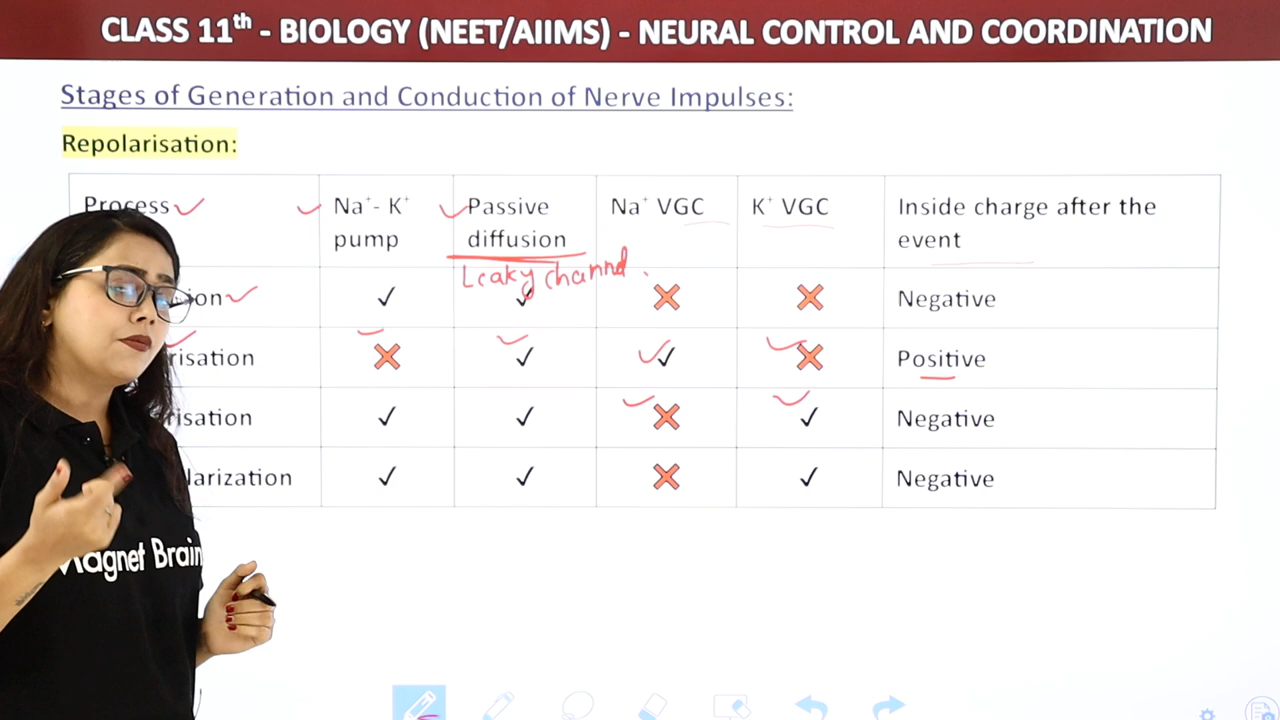 CLASS 11th - BIOLOGY (NEET/AIIMS) - NEURAL CONTROL AND COORDINATION
Stages of Generation and Conduction of Nerve Impulses:
Repolarisation:
Process Na⁺- K⁺ pump Passive diffusion Na⁺ VGC K⁺ VGC Inside charge after the event
Leaky channel.
ion ✓ ✓ ✗ ✗ Negative
risation ✗ ✓ ✓ ✗ Positive
risation ✓ ✓ ✗ ✓ Negative
larization ✓ ✓ ✗ ✓ Negative
Magnet Brain